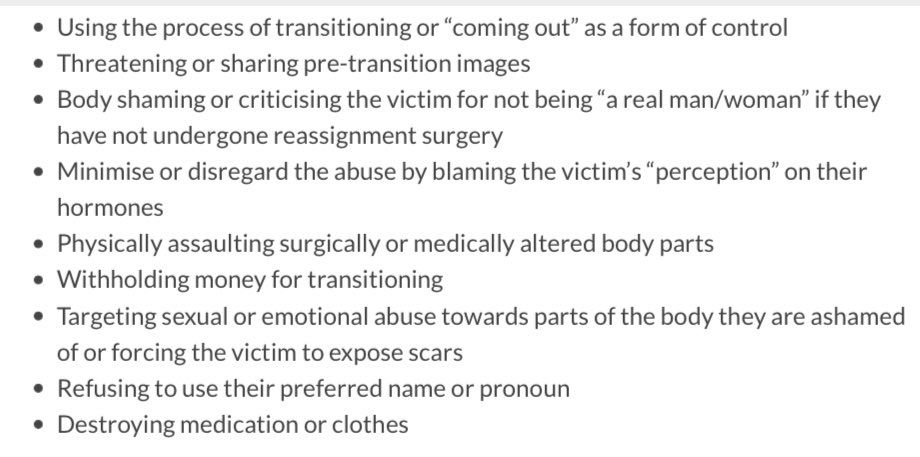 • Using the process of transitioning or “coming out” as a form of control
• Threatening or sharing pre-transition images
• Body shaming or criticising the victim for not being “a real man/woman” if they
have not undergone reassignment surgery
• Minimise or disregard the abuse by blaming the victim’s “perception” on their
hormones
• Physically assaulting surgically or medically altered body parts
• Withholding money for transitioning
• Targeting sexual or emotional abuse towards parts of the body they are ashamed
of or forcing the victim to expose scars
• Refusing to use their preferred name or pronoun
• Destroying medication or clothes